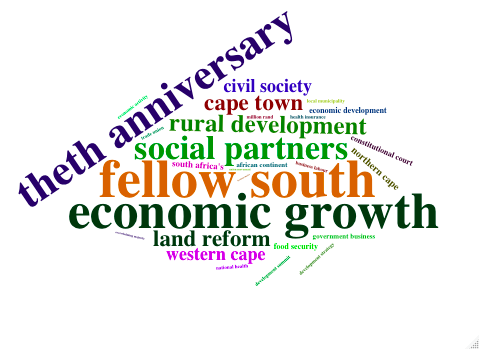 theth anniversary
civil society
economic activity
cape town
local municipality
economic development
million rand
health insurance
trade union
rural development
constitutional court
social partners
south africa's
african continent
business labour
northern cape
fellow south
economic growth
land reform
government business
food security
western cape
national health
development summit
development strategy